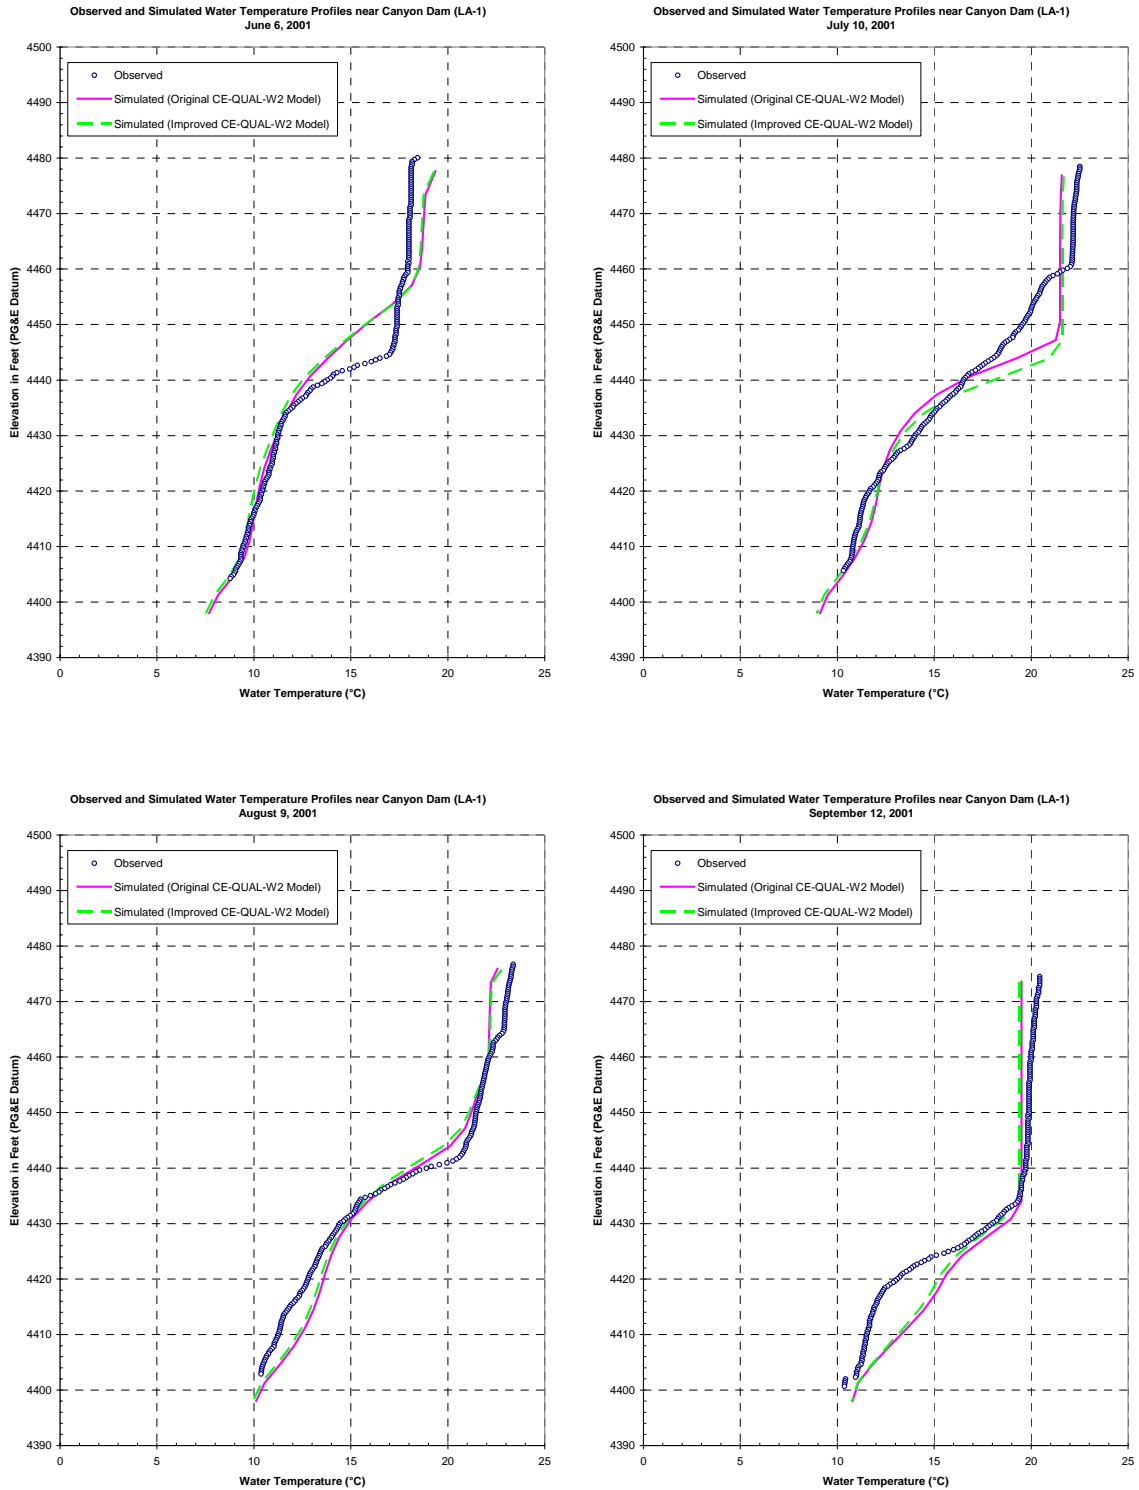 Observed and Simulated Water Temperature Profiles near Canyon Dam (LA-1)
June 6, 2001
4500
4490
4480
4470
4460
4450
4440
4430
4420
4410
4400
4390
Elevation in Feet (PG&E Datum)
Observed
Simulated (Original CE-QUAL-W2 Model)
Simulated (Improved CE-QUAL-W2 Model)
0 5 10 15 20 25
Water Temperature (°C)
Observed and Simulated Water Temperature Profiles near Canyon Dam (LA-1)
July 10, 2001
4500
4490
4480
4470
4460
4450
4440
4430
4420
4410
4400
4390
Elevation in Feet (PG&E Datum)
Observed
Simulated (Original CE-QUAL-W2 Model)
Simulated (Improved CE-QUAL-W2 Model)
0 5 10 15 20 25
Water Temperature (°C)
Observed and Simulated Water Temperature Profiles near Canyon Dam (LA-1)
August 9, 2001
4500
4490
4480
4470
4460
4450
4440
4430
4420
4410
4400
4390
Elevation in Feet (PG&E Datum)
Observed
Simulated (Original CE-QUAL-W2 Model)
Simulated (Improved CE-QUAL-W2 Model)
0 5 10 15 20 25
Water Temperature (°C)
Observed and Simulated Water Temperature Profiles near Canyon Dam (LA-1)
September 12, 2001
4500
4490
4480
4470
4460
4450
4440
4430
4420
4410
4400
4390
Elevation in Feet (PG&E Datum)
Observed
Simulated (Original CE-QUAL-W2 Model)
Simulated (Improved CE-QUAL-W2 Model)
0 5 10 15 20 25
Water Temperature (°C)